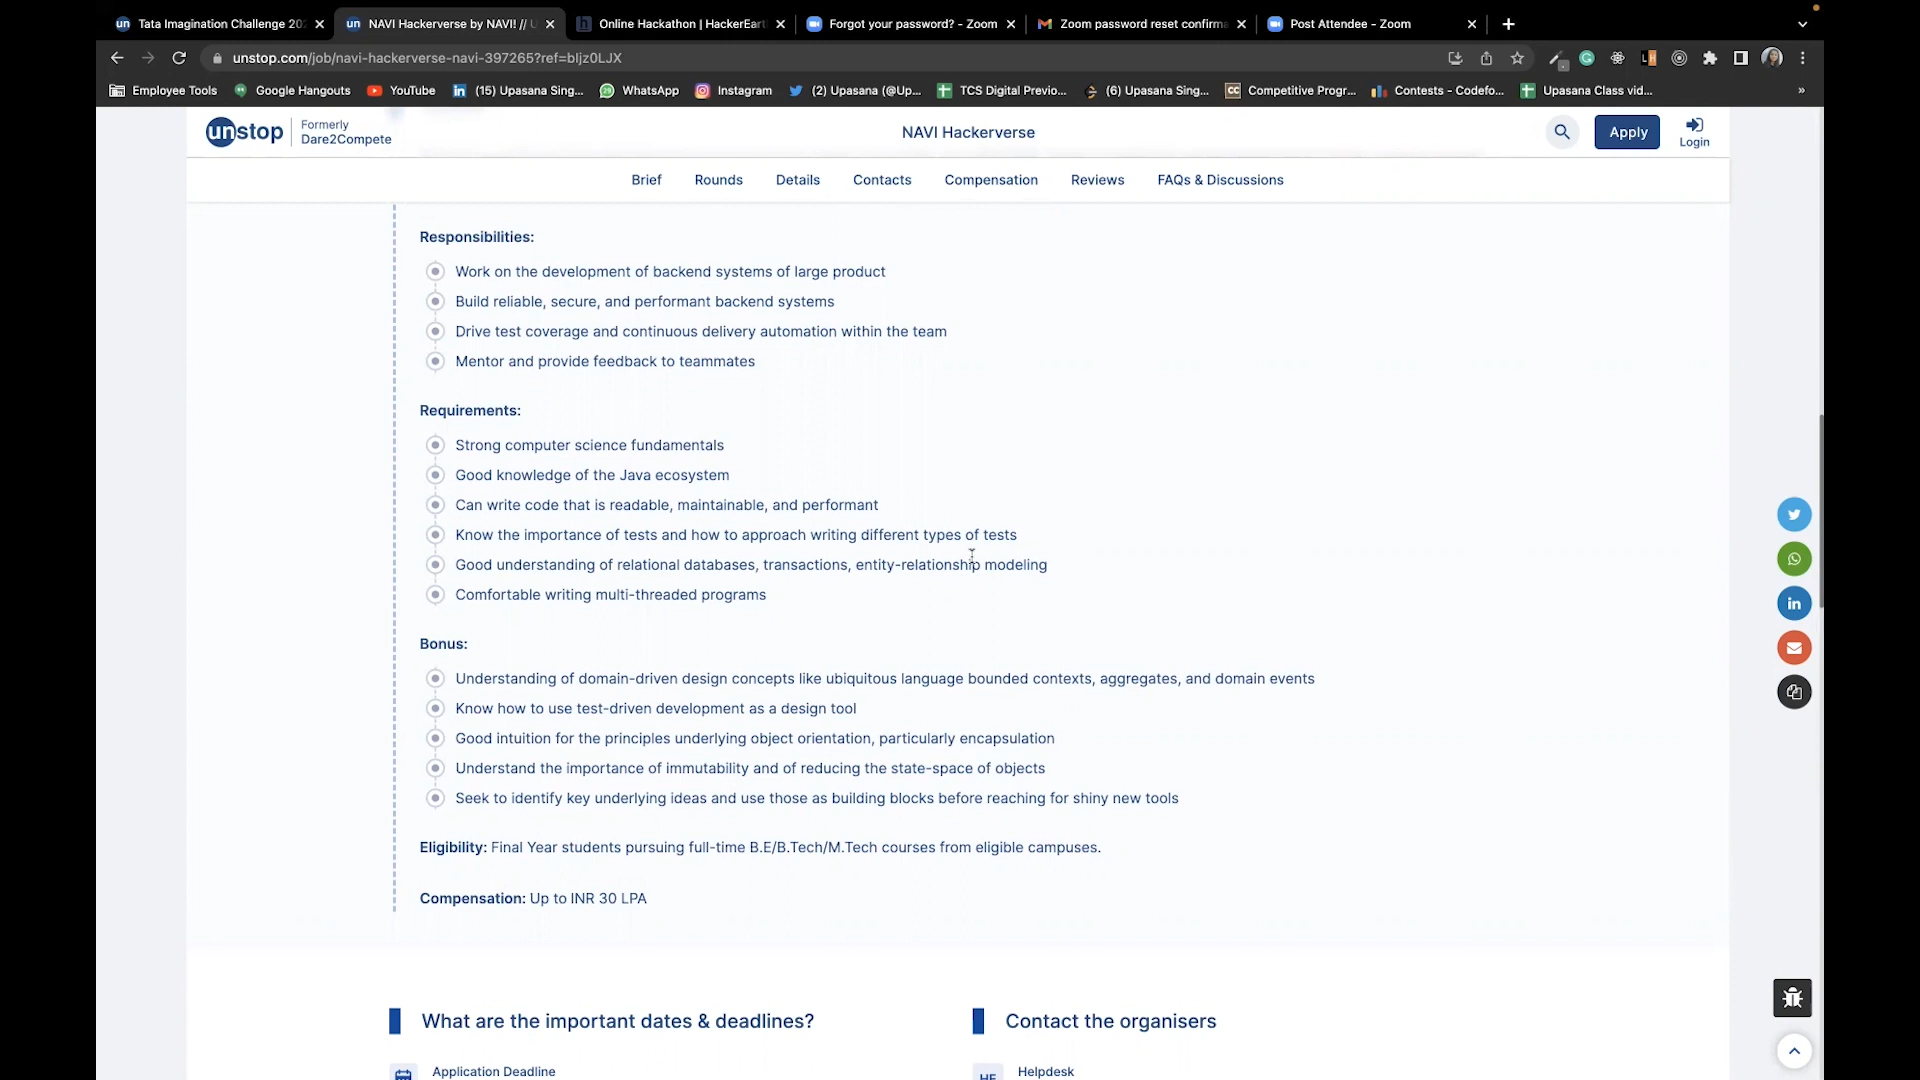 Tata Imagination Challenge 202
NAVI Hackerverse by NAVI! // U
Online Hackathon | HackerEart
Forgot your password? - Zoom
Zoom password reset confirma
Post Attendee - Zoom
unstop.com/job/navi-hackerverse-navi-397265?ref=bIjz0LJX
Employee Tools
Google Hangouts
YouTube
(15) Upasana Sing...
WhatsApp
Instagram
(2) Upasana (@Up...
TCS Digital Previo...
(6) Upasana Sing...
Competitive Progr...
Contests - Codefo...
Upasana Class vid...
unstop
Formerly
Dare2Compete
NAVI Hackerverse
Apply
Login
Brief
Rounds
Details
Contacts
Compensation
Reviews
FAQs & Discussions
Responsibilities:
Work on the development of backend systems of large product
Build reliable, secure, and performant backend systems
Drive test coverage and continuous delivery automation within the team
Mentor and provide feedback to teammates
Requirements:
Strong computer science fundamentals
Good knowledge of the Java ecosystem
Can write code that is readable, maintainable, and performant
Know the importance of tests and how to approach writing different types of tests
Good understanding of relational databases, transactions, entity-relationship modeling
Comfortable writing multi-threaded programs
Bonus:
Understanding of domain-driven design concepts like ubiquitous language bounded contexts, aggregates, and domain events
Know how to use test-driven development as a design tool
Good intuition for the principles underlying object orientation, particularly encapsulation
Understand the importance of immutability and of reducing the state-space of objects
Seek to identify key underlying ideas and use those as building blocks before reaching for shiny new tools
Eligibility: Final Year students pursuing full-time B.E/B.Tech/M.Tech courses from eligible campuses.
Compensation: Up to INR 30 LPA
What are the important dates & deadlines?
Contact the organisers
Application Deadline
HE
Helpdesk